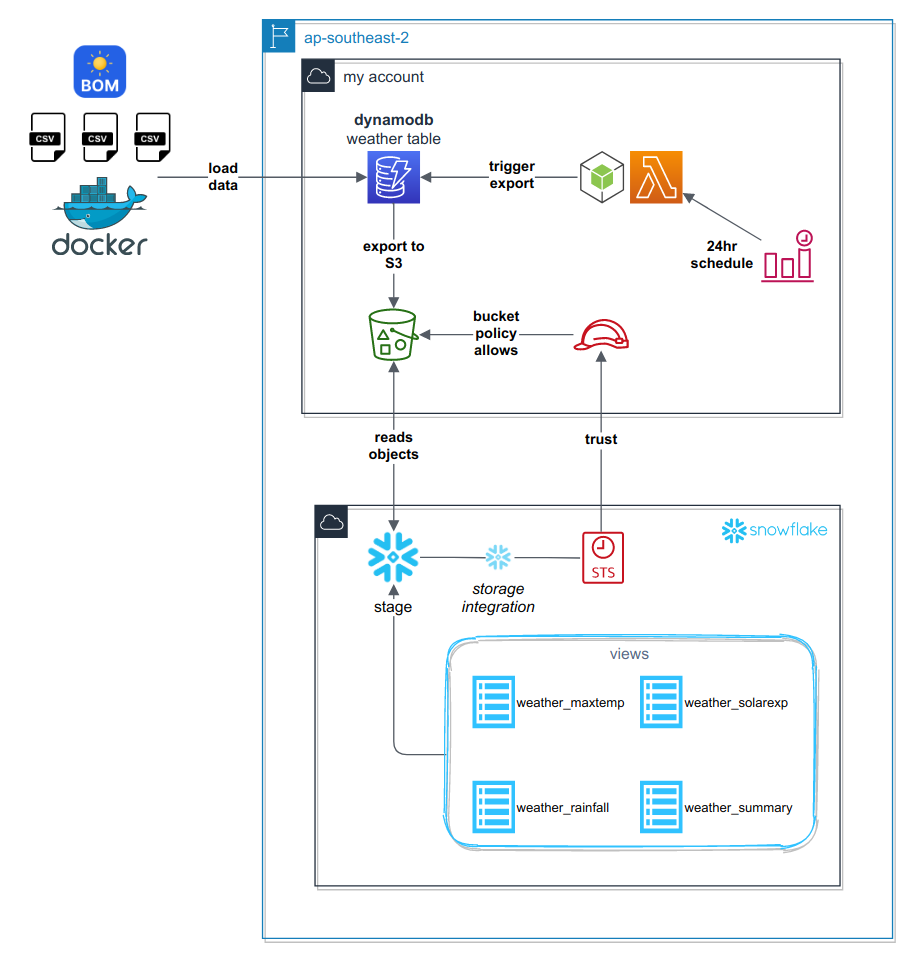 ap-southeast-2
my account
BOM
CSV
CSV
CSV
docker
load
data
dynamodb
weather table
trigger
export
24hr
schedule
export to
S3
bucket
policy
allows
reads
objects
trust
snowflake
STS
stage
storage
integration
views
weather_maxtemp
weather_solarexp
weather_rainfall
weather_summary